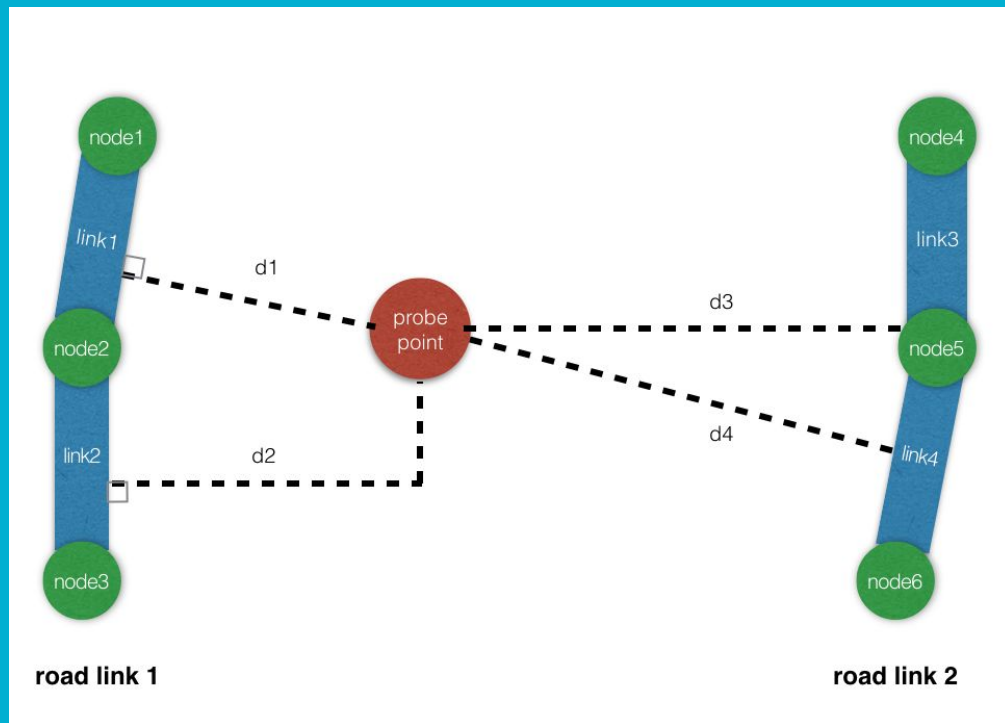 node1
node4
link1
link3
d1
d3
probe
point
node2
node5
d4
link2
d2
link4
node3
node6
road link 1
road link 2